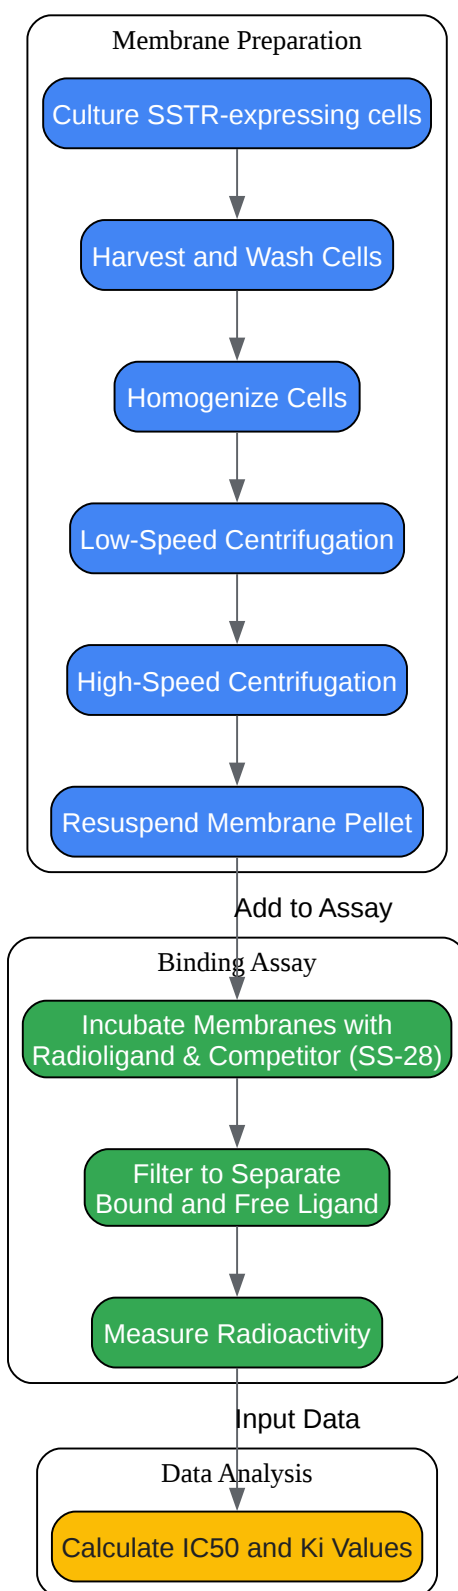 Membrane Preparation
Culture SSTR-expressing cells
Harvest and Wash Cells
Homogenize Cells
Low-Speed Centrifugation
High-Speed Centrifugation
Resuspend Membrane Pellet
Add to Assay
Binding Assay
Incubate Membranes with
Radioligand & Competitor (SS-28)
Filter to Separate
Bound and Free Ligand
Measure Radioactivity
Input Data
Data Analysis
Calculate IC50 and Ki Values